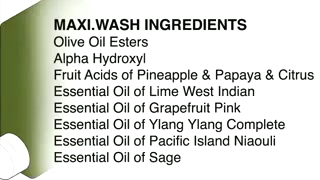 MAXI.WASH INGREDIENTS
Olive Oil Esters
Alpha Hydroxyl
Fruit Acids of Pineapple & Papaya & Citrus
Essential Oil of Lime West Indian
Essential Oil of Grapefruit Pink
Essential Oil of Ylang Ylang Complete
Essential Oil of Pacific Island Niaouli
Essential Oil of Sage